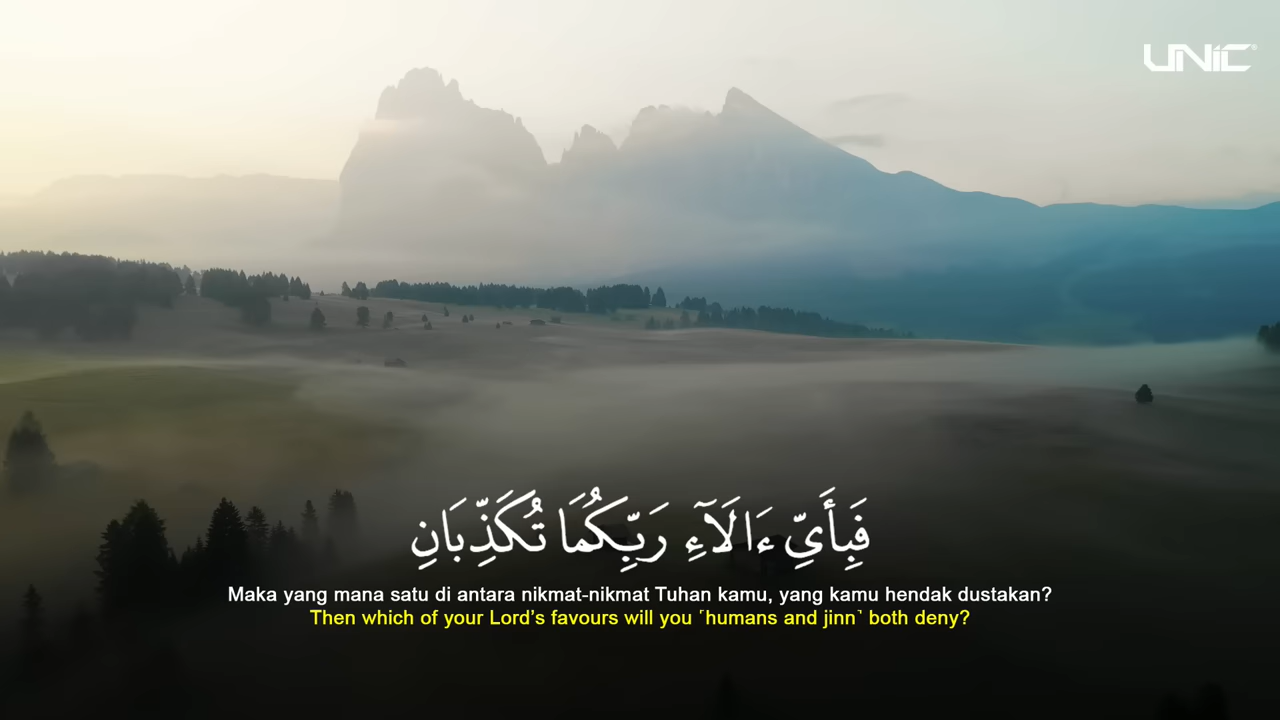 UNIC
فَبِأَيِّ ءَالَآءِ رَبِّكُمَا تُكَذِّبَانِ
Maka yang mana satu di antara nikmat-nikmat Tuhan kamu, yang kamu hendak dustakan?
Then which of your Lord’s favours will you ˹humans and jinn˺ both deny?